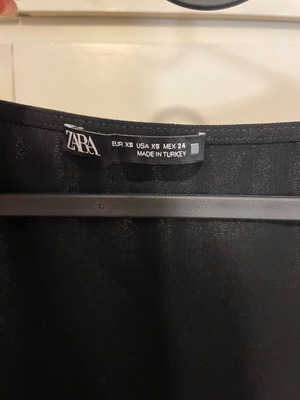 ZARA
EUR XS USA XS MEX 24
MADE IN TURKEY